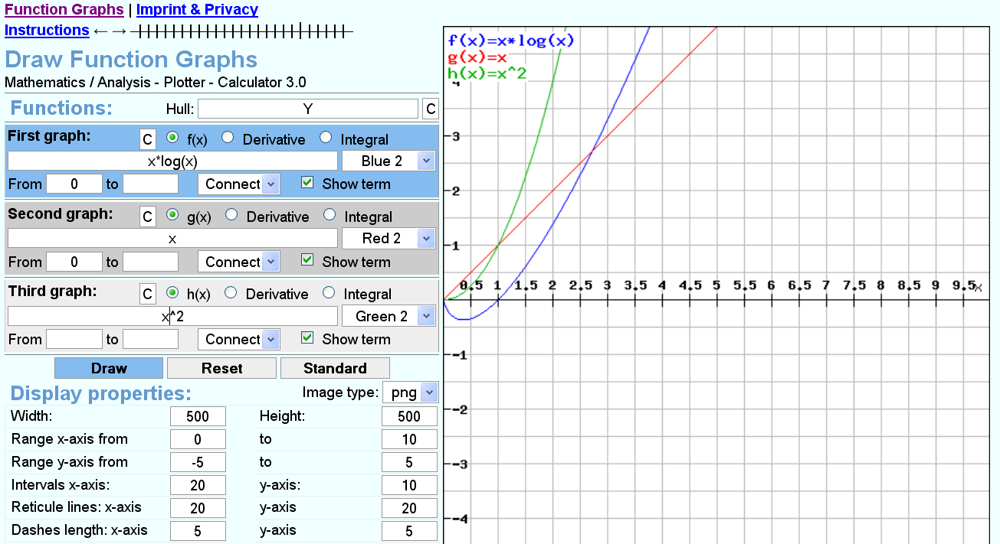 Function Graphs | Imprint & Privacy
Instructions ← →
Draw Function Graphs
Mathematics / Analysis - Plotter - Calculator 3.0
Functions: Hull: Y C
First graph: C f(x) Derivative Integral
x*log(x) Blue 2
From 0 to Connect Show term
Second graph: C g(x) Derivative Integral
x Red 2
From 0 to Connect Show term
Third graph: C h(x) Derivative Integral
x^2 Green 2
From to Connect Show term
Draw Reset Standard
Display properties: Image type: png
Width: 500 Height: 500
Range x-axis from 0 to 10
Range y-axis from -5 to 5
Intervals x-axis: 20 y-axis: 10
Reticule lines: x-axis 20 y-axis 20
Dashes length: x-axis 5 y-axis 5
f(x)=x*log(x)
g(x)=x
h(x)=x^2
4
3
2
1
0.5 1 1.5 2 2.5 3 3.5 4 4.5 5 5.5 6 6.5 7 7.5 8 8.5 9 9.5 x
-1
-2
-3
-4